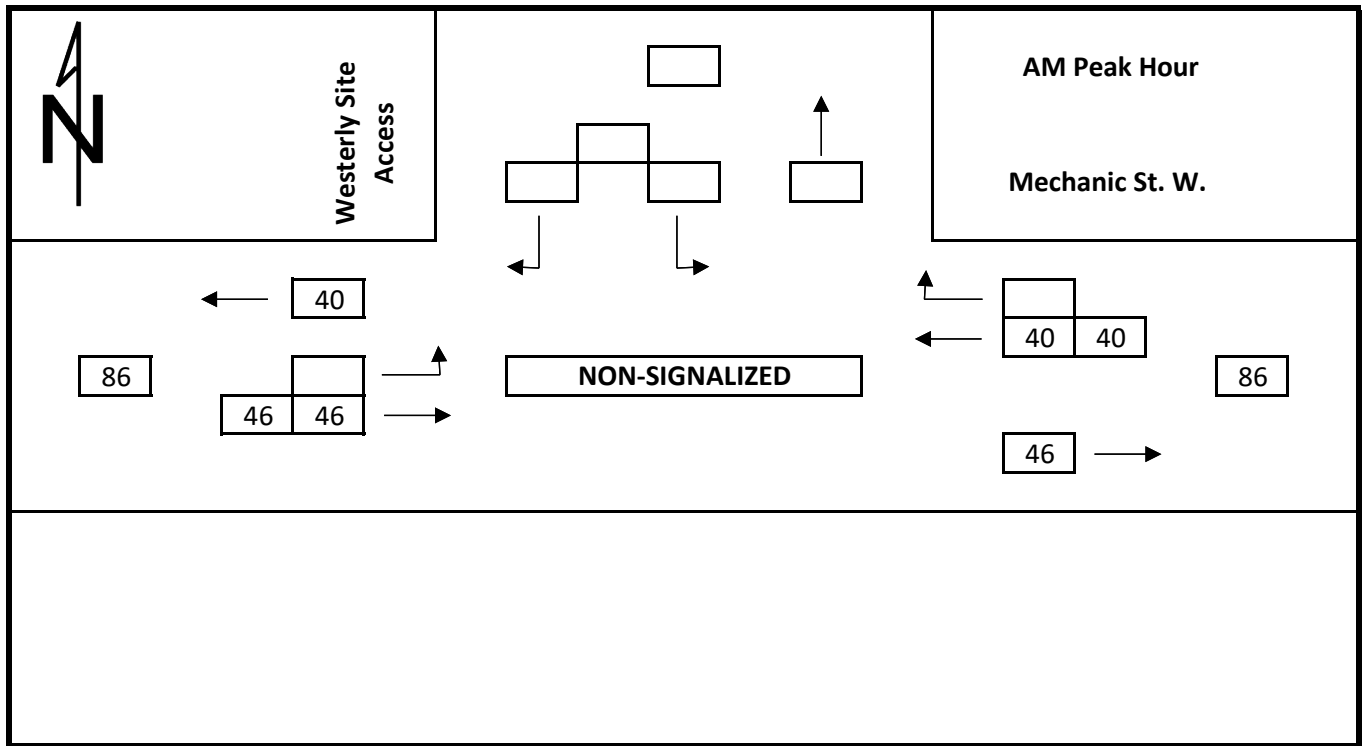 N
Westerly Site
Access
AM Peak Hour
Mechanic St. W.
40
40 40
86
NON-SIGNALIZED
86
46 46
46